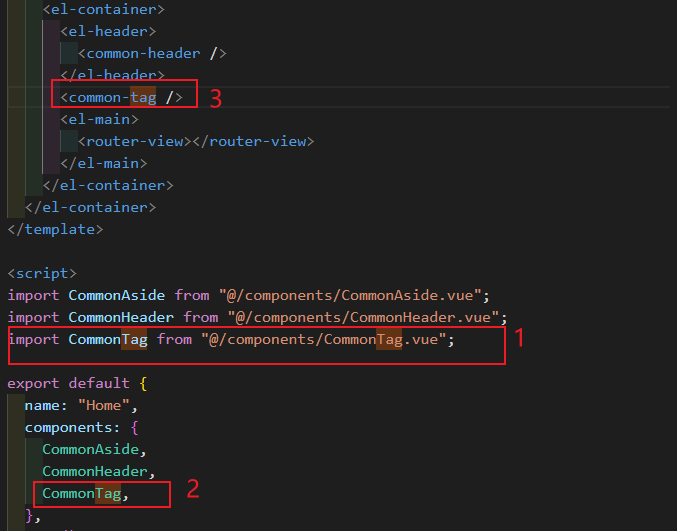 <el-container>
<el-header>
<common-header />
</el-header>
<common-tag /> 3
<el-main>
<router-view></router-view>
</el-main>
</el-container>
</el-container>
</template>
<script>
import CommonAside from "@/components/CommonAside.vue";
import CommonHeader from "@/components/CommonHeader.vue";
import CommonTag from "@/components/CommonTag.vue"; 1
export default {
name: "Home",
components: {
CommonAside,
CommonHeader,
CommonTag, 2
},